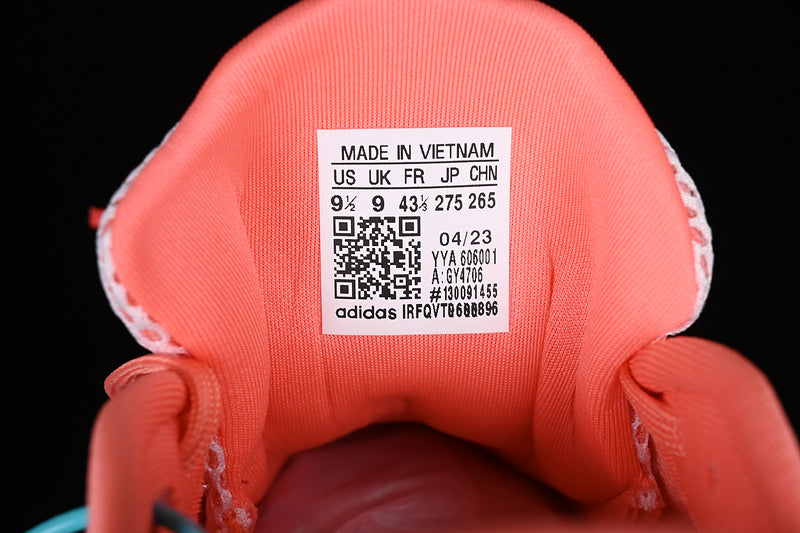 MADE IN VIETNAM
US UK FR JP CHN
9½ 9 43⅓ 275 265
04/23
YYA 606001
A:GY4706
#130091455
adidas